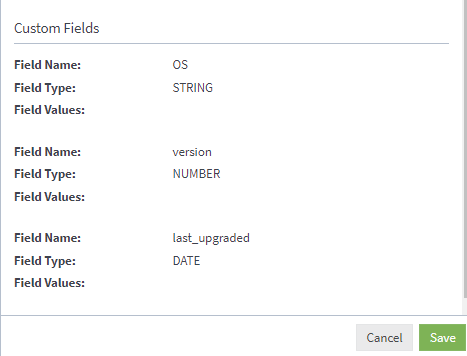 Custom Fields
Field Name: OS
Field Type: STRING
Field Values:
Field Name: version
Field Type: NUMBER
Field Values:
Field Name: last_upgraded
Field Type: DATE
Field Values:
Cancel Save